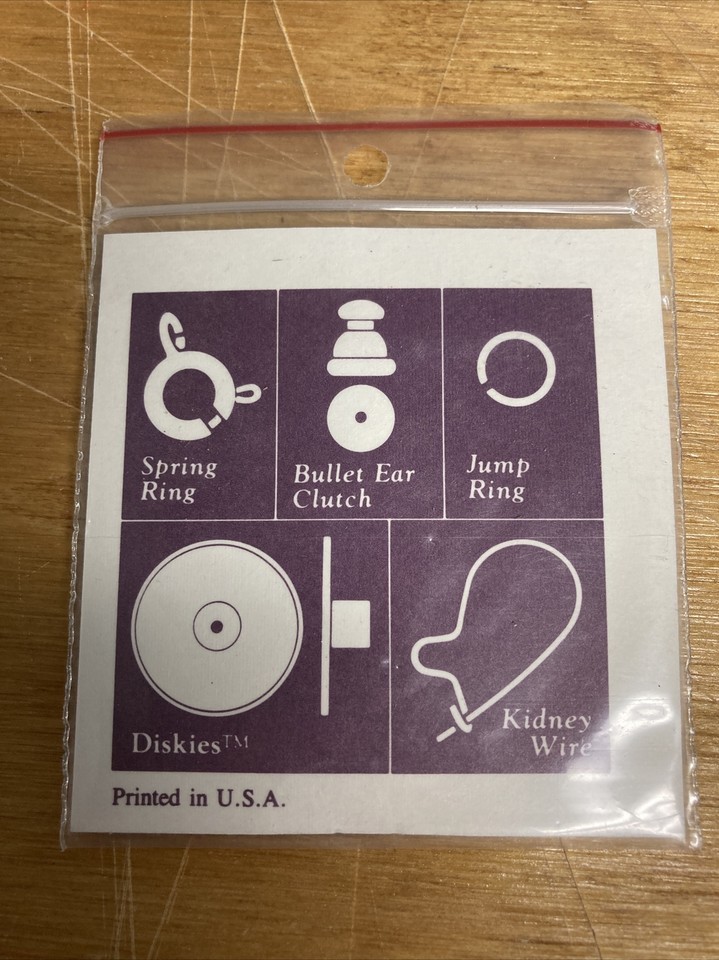 Spring
Ring
Bullet Ear
Clutch
Jump
Ring
Diskies™
Kidney
Wire
Printed in U.S.A.